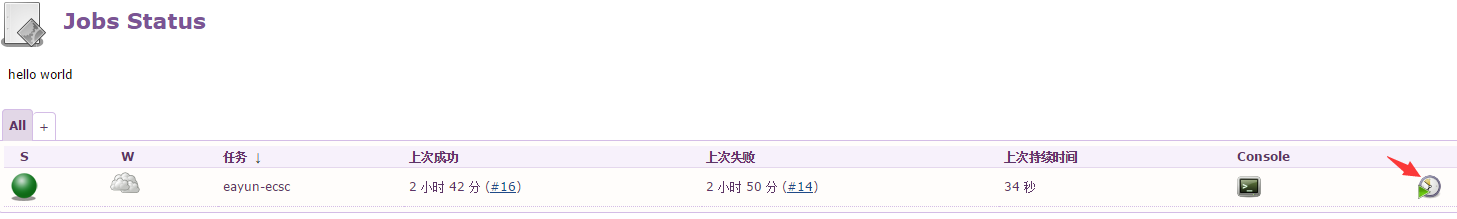 Jobs Status
hello world
All +
S W 任务 ↓ 上次成功 上次失败 上次持续时间 Console
eayun-ecsc 2 小时 42 分 (#16) 2 小时 50 分 (#14) 34 秒